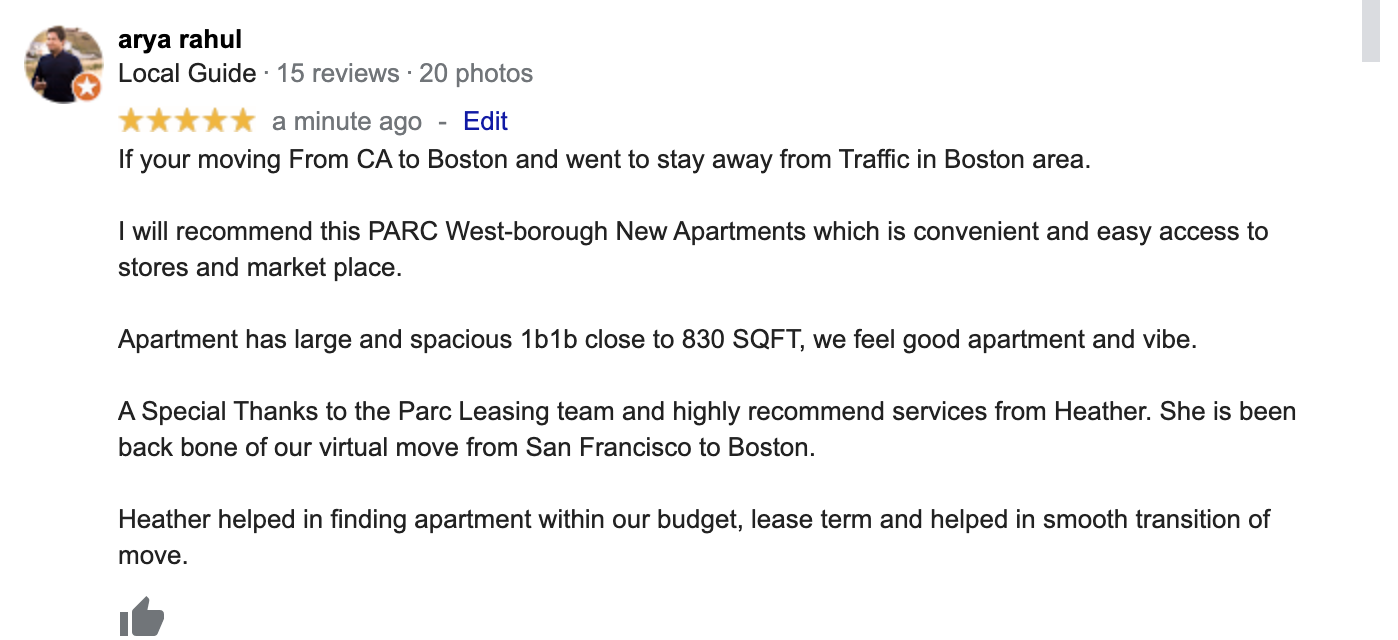 arya rahul
Local Guide · 15 reviews · 20 photos
a minute ago - Edit
If your moving From CA to Boston and went to stay away from Traffic in Boston area.
I will recommend this PARC West-borough New Apartments which is convenient and easy access to
stores and market place.
Apartment has large and spacious 1b1b close to 830 SQFT, we feel good apartment and vibe.
A Special Thanks to the Parc Leasing team and highly recommend services from Heather. She is been
back bone of our virtual move from San Francisco to Boston.
Heather helped in finding apartment within our budget, lease term and helped in smooth transition of
move.